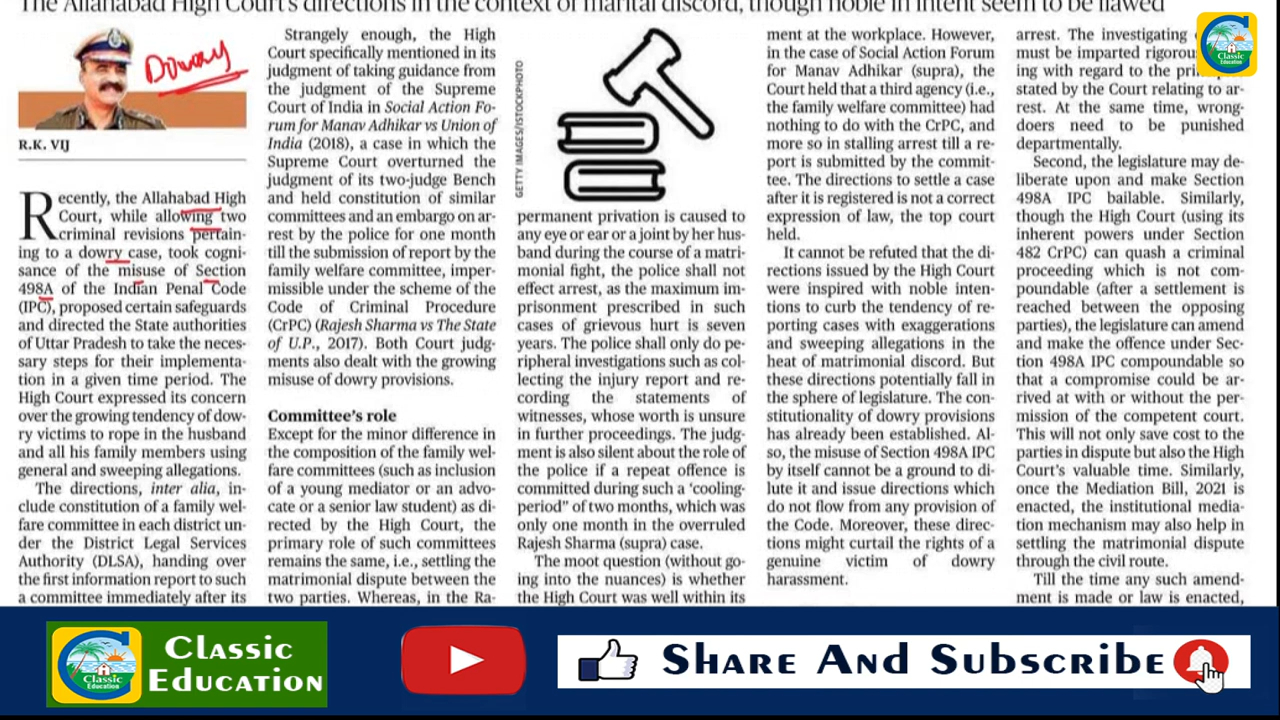 The Allahabad High Court's directions in the context of marital discord, though noble in intent seem to be flawed
Dowry
R.K. VIJ
Recently, the Allahabad High
Court, while allowing two
criminal revisions pertain-
ing to a dowry case, took cogni-
sance of the misuse of Section
498A of the Indian Penal Code
(IPC), proposed certain safeguards
and directed the State authorities
of Uttar Pradesh to take the neces-
sary steps for their implementa-
tion in a given time period. The
High Court expressed its concern
over the growing tendency of dow-
ry victims to rope in the husband
and all his family members using
general and sweeping allegations.
The directions, inter alia, in-
clude constitution of a family wel-
fare committee in each district un-
der the District Legal Services
Authority (DLSA), handing over
the first information report to such
a committee immediately after its
Strangely enough, the High
Court specifically mentioned in its
judgment of taking guidance from
the judgment of the Supreme
Court of India in Social Action Fo-
rum for Manav Adhikar vs Union of
India (2018), a case in which the
Supreme Court overturned the
judgment of its two-judge Bench
and held constitution of similar
committees and an embargo on ar-
rest by the police for one month
till the submission of report by the
family welfare committee, imper-
missible under the scheme of the
Code of Criminal Procedure
(CrPC) (Rajesh Sharma vs The State
of U.P., 2017). Both Court judg-
ments also dealt with the growing
misuse of dowry provisions.
Committee's role
Except for the minor difference in
the composition of the family wel-
fare committees (such as inclusion
of a young mediator or an advo-
cate or a senior law student) as di-
rected by the High Court, the
primary role of such committees
remains the same, i.e., settling the
matrimonial dispute between the
two parties. Whereas, in the Ra-
GETTY IMAGES/ISTOCKPHOTO
permanent privation is caused to
any eye or ear or a joint by her hus-
band during the course of a matri-
monial fight, the police shall not
effect arrest, as the maximum im-
prisonment prescribed in such
cases of grievous hurt is seven
years. The police shall only do pe-
ripheral investigations such as col-
lecting the injury report and re-
cording the statements of
witnesses, whose worth is unsure
in further proceedings. The judg-
ment is also silent about the role of
the police if a repeat offence is
committed during such a 'cooling-
period" of two months, which was
only one month in the overruled
Rajesh Sharma (supra) case.
The moot question (without go-
ing into the nuances) is whether
the High Court was well within its
ment at the workplace. However,
in the case of Social Action Forum
for Manav Adhikar (supra), the
Court held that a third agency (i.e.,
the family welfare committee) had
nothing to do with the CrPC, and
more so in stalling arrest till a re-
port is submitted by the commit-
tee. The directions to settle a case
after it is registered is not a correct
expression of law, the top court
held.
It cannot be refuted that the di-
rections issued by the High Court
were inspired with noble inten-
tions to curb the tendency of re-
porting cases with exaggerations
and sweeping allegations in the
heat of matrimonial discord. But
these directions potentially fall in
the sphere of legislature. The con-
stitutionality of dowry provisions
has already been established. Al-
so, the misuse of Section 498A IPC
by itself cannot be a ground to di-
lute it and issue directions which
do not flow from any provision of
the Code. Moreover, these direc-
tions might curtail the rights of a
genuine victim of dowry
harassment.
arrest. The investigating
must be imparted rigorous
ing with regard to the
stated by the Court relating to ar-
rest. At the same time, wrong-
doers need to be punished
departmentally.
Second, the legislature may de-
liberate upon and make Section
498A IPC bailable. Similarly,
though the High Court (using its
inherent powers under Section
482 CrPC) can quash a criminal
proceeding which is not com-
poundable (after a settlement is
reached between the opposing
parties), the legislature can amend
and make the offence under Sec-
tion 498A IPC compoundable so
that a compromise could be ar-
rived at with or without the per-
mission of the competent court.
This will not only save cost to the
parties in dispute but also the High
Court's valuable time. Similarly,
once the Mediation Bill, 2021 is
enacted, the institutional media-
tion mechanism may also help in
settling the matrimonial dispute
through the civil route.
Till the time any such amend-
ment is made or law is enacted,
Classic
Education
Classic
Education
Classic
Education
Share And Subscribe